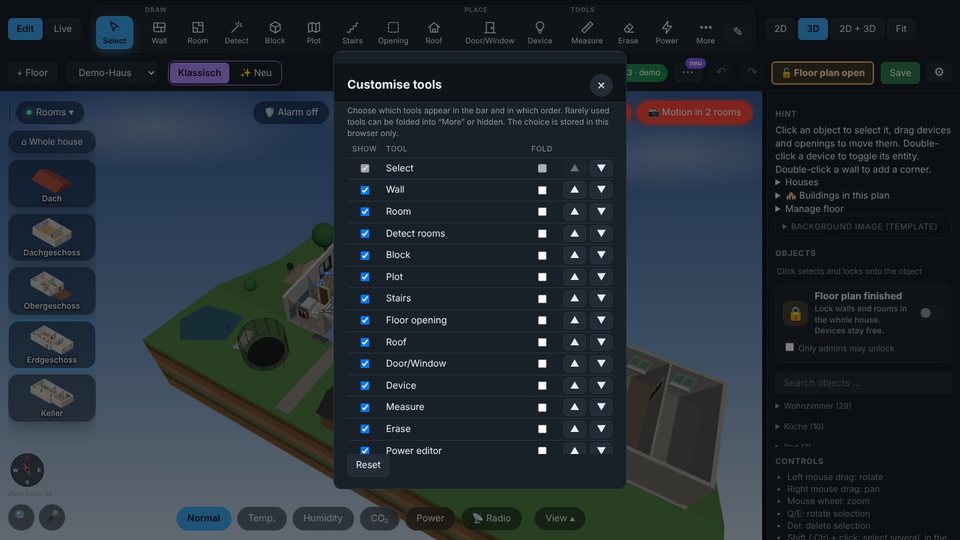 DRAW
PLACE
TOOLS
Edit
Live
Select
Wall
Room
Detect
Block
Plot
Stairs
Opening
Roof
Door/Window
Device
Measure
Erase
Power
More
2D
3D
2D + 3D
Fit
+ Floor
Demo-Haus
Klassisch
✨ Neu
3 · demo
neu
Floor plan open
Save
Rooms ▾
Alarm off
Motion in 2 rooms
⌂ Whole house
Dach
Dachgeschoss
Obergeschoss
Erdgeschoss
Keller
N
W
E
S
View from SE
Customise tools
Choose which tools appear in the bar and in which order. Rarely used
tools can be folded into "More" or hidden. The choice is stored in this
browser only.
SHOW TOOL FOLD
Select
Wall
Room
Detect rooms
Block
Plot
Stairs
Floor opening
Roof
Door/Window
Device
Measure
Erase
Power editor
Reset
Normal
Temp.
Humidity
CO₂
Power
Radio
View ▴
HINT
Click an object to select it, drag devices
and openings to move them. Double-
click a device to toggle its entity.
Double-click a wall to add a corner.
▶ Houses
▶ Buildings in this plan
▶ Manage floor
▶ BACKGROUND IMAGE (TEMPLATE)
OBJECTS
Click selects and locks onto the object
Floor plan finished
Lock walls and rooms in
the whole house.
Devices stay free.
Only admins may unlock
Search objects ...
▶ Wohnzimmer (29)
▶ Küche (10)
CONTROLS
• Left mouse drag: rotate
• Right mouse drag: pan
• Mouse wheel: zoom
• Q/E: rotate selection
• Del: delete selection
• Shift / Ctrl + click: select several, in the